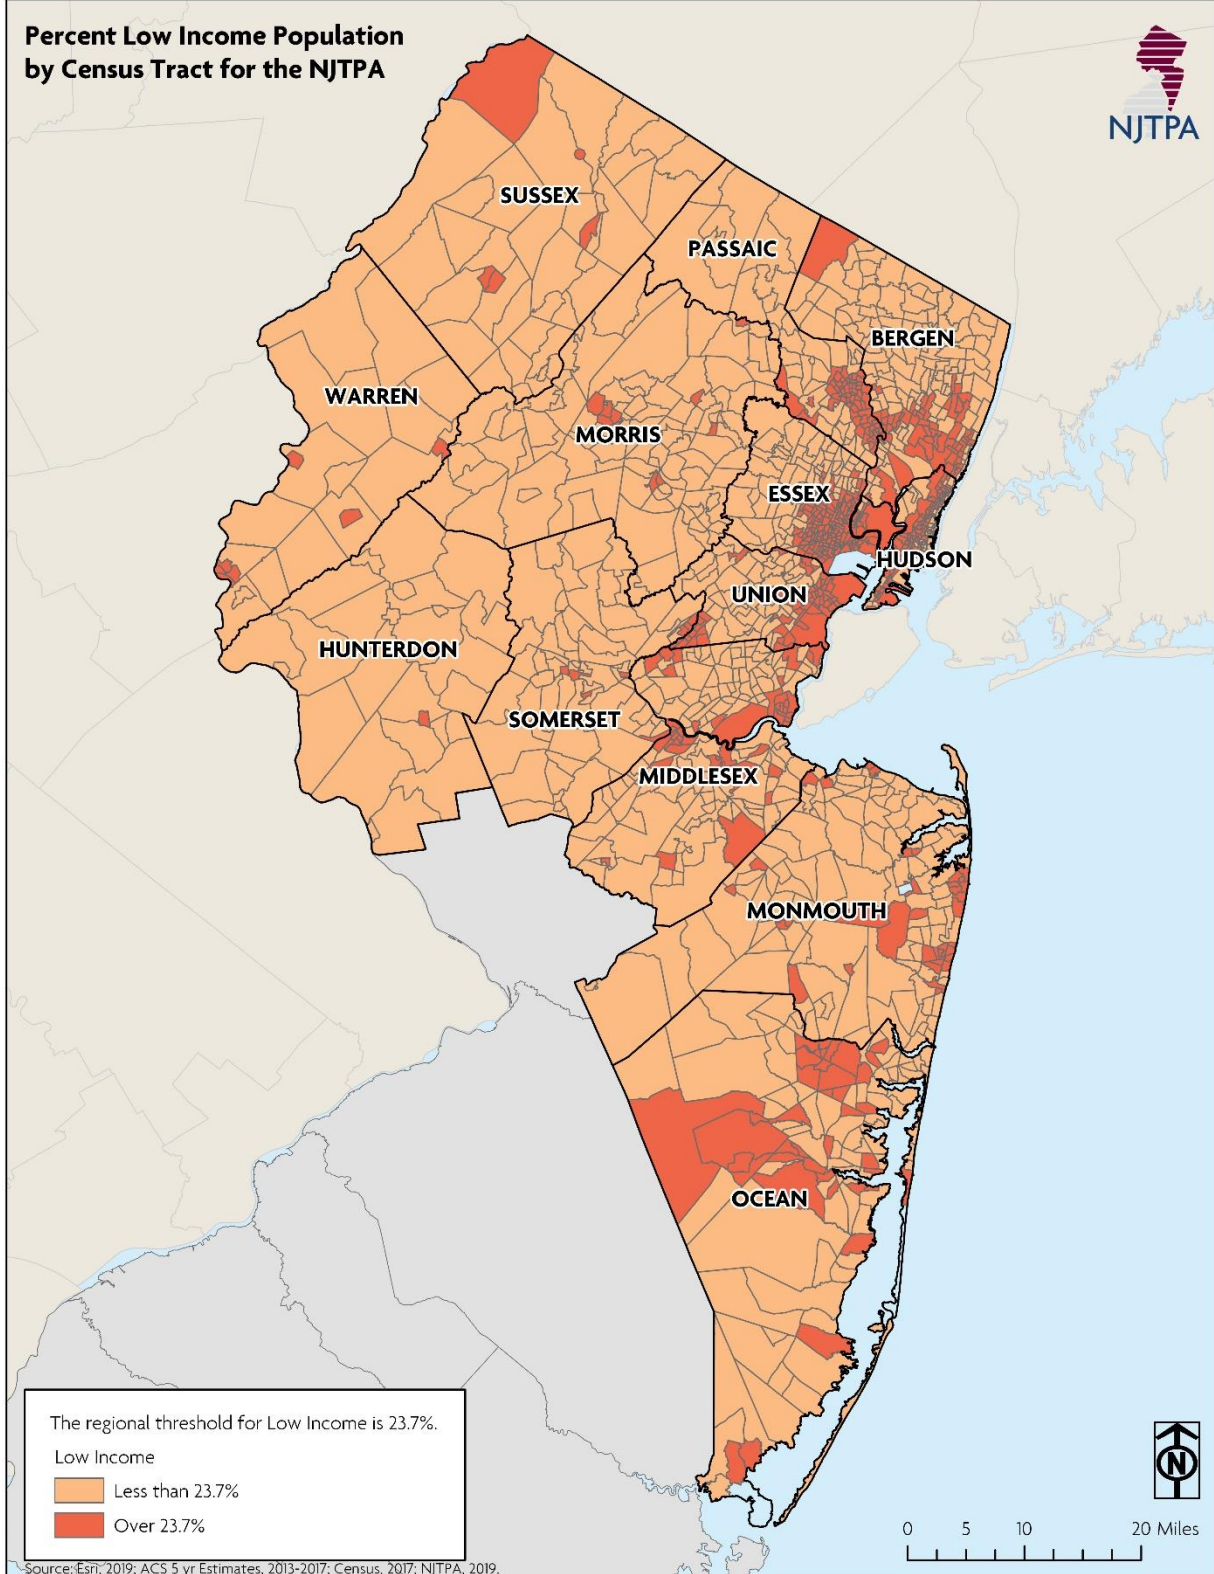 Percent Low Income Population
by Census Tract for the NJTPA
NJTPA
SUSSEX
PASSAIC
BERGEN
WARREN
MORRIS
ESSEX
HUDSON
UNION
HUNTERDON
SOMERSET
MIDDLESEX
MONMOUTH
OCEAN
The regional threshold for Low Income is 23.7%.
Low Income
Less than 23.7%
Over 23.7%
N
0 5 10 20 Miles
Source: Esri, 2019; ACS 5 yr Estimates, 2013-2017; Census, 2017; NJTPA, 2019.